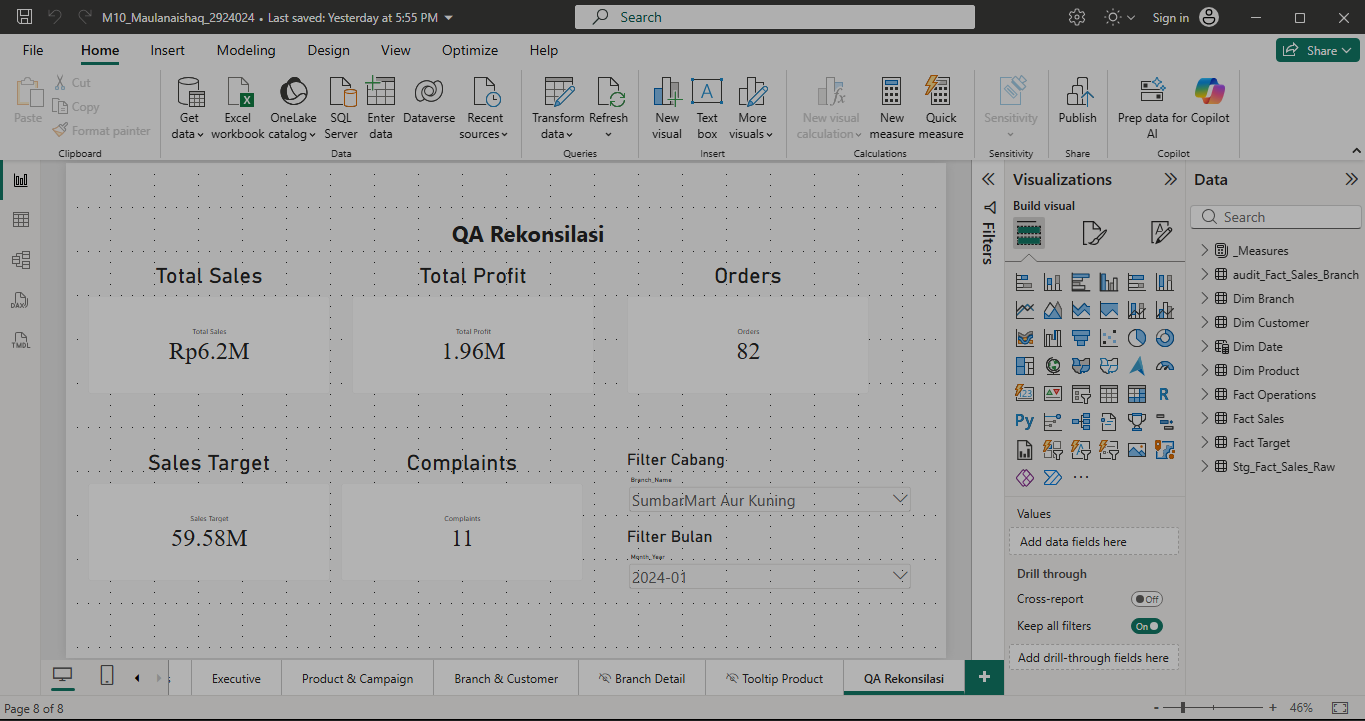 M10_Maulanaishaq_2924024 • Last saved: Yesterday at 5:55 PM
Search
Sign in
File Home Insert Modeling Design View Optimize Help
Share
Paste
Cut
Copy
Format painter
Clipboard
Get data
Excel workbook
OneLake catalog
SQL Server
Enter data
Dataverse
Recent sources
Data
Transform data
Refresh
Queries
New visual
Text box
More visuals
Insert
New visual calculation
New measure
Quick measure
Calculations
Sensitivity
Sensitivity
Publish
Share
Prep data for AI
Copilot
Copilot
DAX
TMDL
QA Rekonsilasi
Total Sales Total Profit Orders
Total Sales Total Profit Orders
Rp6.2M 1.96M 82
Sales Target Complaints
Sales Target Complaints
59.58M 11
Filter Cabang
Branch_Name
SumbarMart Aur Kuning
Filter Bulan
Month_Year
2024-01
Filters
Visualizations
Build visual
123
R
Py
Values
Add data fields here
Drill through
Cross-report Off
Keep all filters On
Add drill-through fields here
Data
Search
_Measures
audit_Fact_Sales_Branch
Dim Branch
Dim Customer
Dim Date
Dim Product
Fact Operations
Fact Sales
Fact Target
Stg_Fact_Sales_Raw
Executive Product & Campaign Branch & Customer Branch Detail Tooltip Product QA Rekonsilasi +
Page 8 of 8
- + 46%